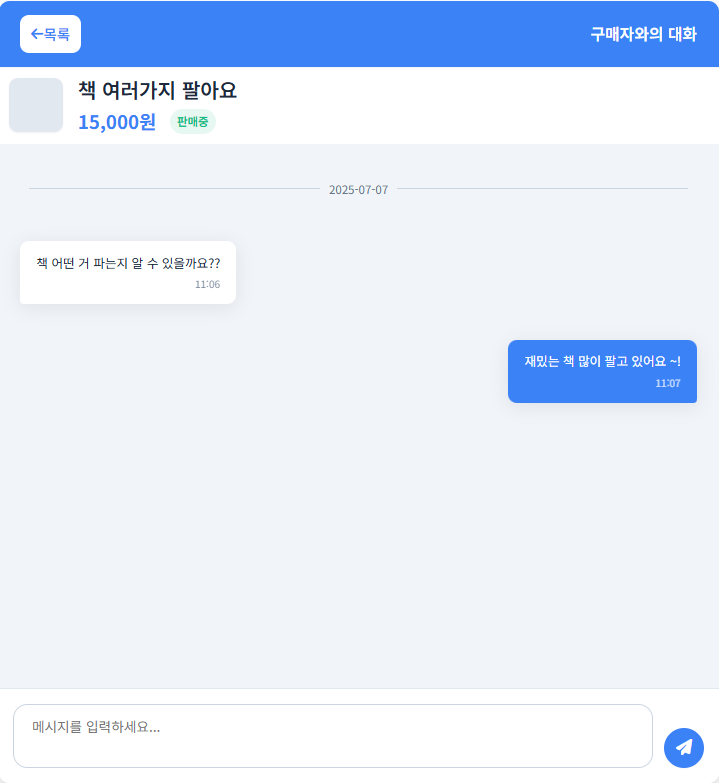 ←목록
구매자와의 대화
책 여러가지 팔아요
15,000원 판매중
2025-07-07
책 어떤 거 파는지 알 수 있을까요??
11:06
재밌는 책 많이 팔고 있어요 ~!
11:07
메시지를 입력하세요...